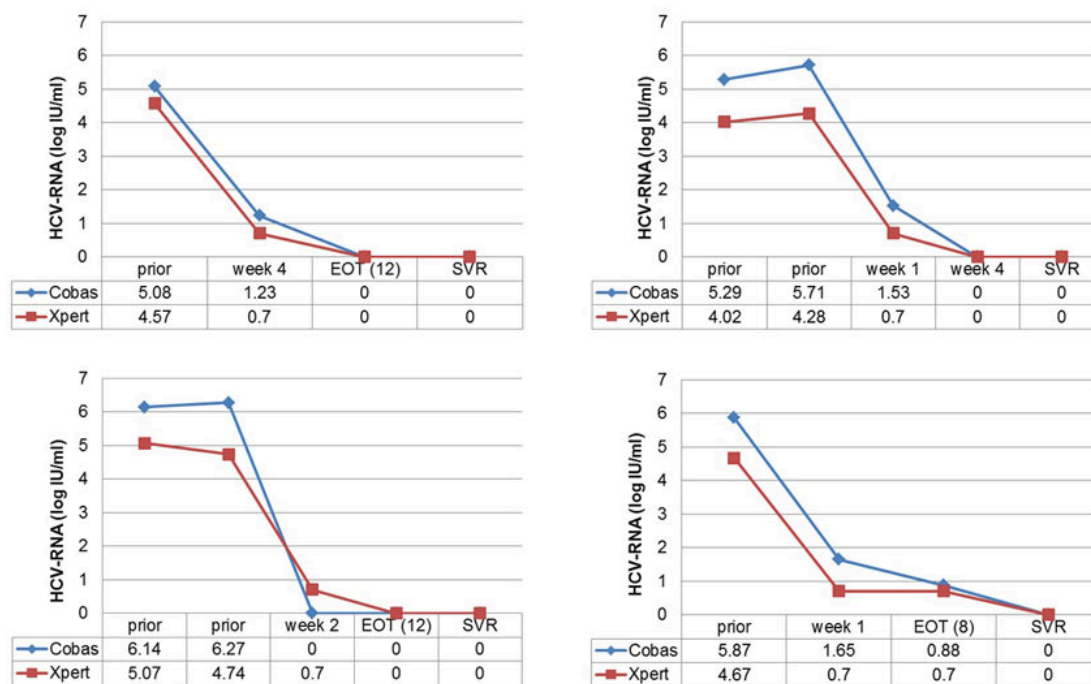 7
6
5
4
3
2
1
0
HCV-RNA (log IU/ml)
prior week 4 EOT (12) SVR
Cobas 5.08 1.23 0 0
Xpert 4.57 0.7 0 0
7
6
5
4
3
2
1
0
HCV-RNA (log IU/ml)
prior prior week 1 week 4 SVR
Cobas 5.29 5.71 1.53 0 0
Xpert 4.02 4.28 0.7 0 0
7
6
5
4
3
2
1
0
HCV-RNA (log IU/ml)
prior prior week 2 EOT (12) SVR
Cobas 6.14 6.27 0 0 0
Xpert 5.07 4.74 0.7 0 0
7
6
5
4
3
2
1
0
HCV-RNA (log IU/ml)
prior week 1 EOT (8) SVR
Cobas 5.87 1.65 0.88 0
Xpert 4.67 0.7 0.7 0